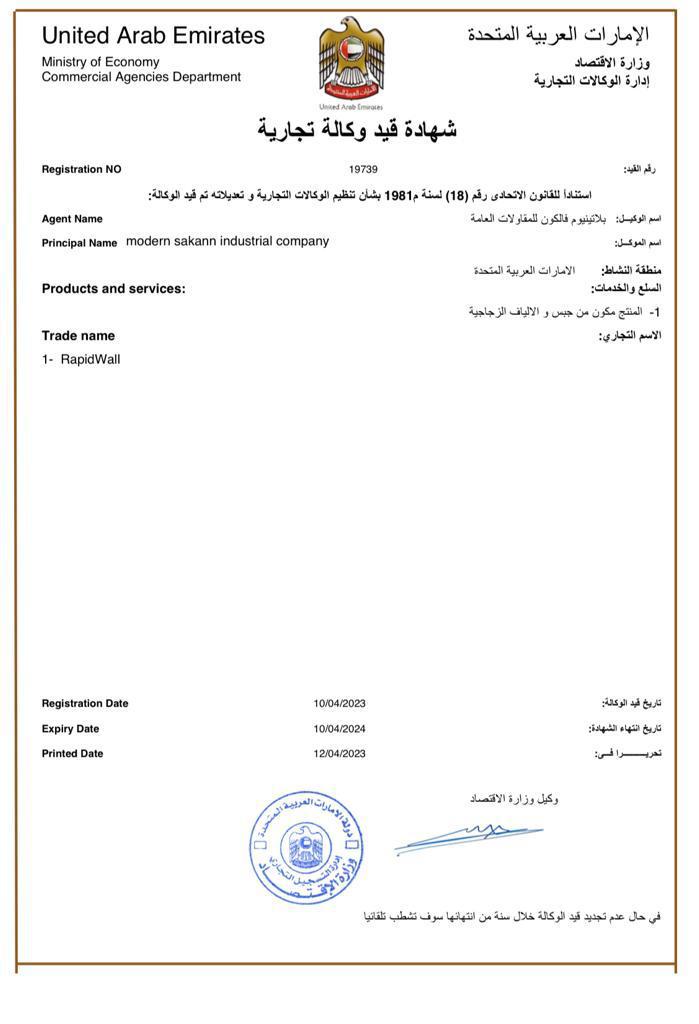 United Arab Emirates
الإمارات العربية المتحدة
Ministry of Economy
وزارة الاقتصاد
Commercial Agencies Department
إدارة الوكالات التجارية
United Arab Emirates
شهادة قيد وكالة تجارية
Registration NO 19739 رقم القيد:
استناداً للقانون الاتحادى رقم (18) لسنة 1981م بشأن تنظيم الوكالات التجارية و تعديلاته تم قيد الوكالة:
Agent Name بلاتينيوم فالكون للمقاولات العامة اسم الوكيـــل:
Principal Name modern sakann industrial company اسم الموكــل:
منطقة النشاط: الامارات العربية المتحدة
Products and services: السلع والخدمات:
1- المنتج مكون من جبس و الالياف الزجاجية
Trade name الاسم التجاري:
1- RapidWall
Registration Date 10/04/2023 تاريخ قيد الوكالة:
Expiry Date 10/04/2024 تاريخ انتهاء الشهادة:
Printed Date 12/04/2023 تحريـــــــــرا فـــى:
وكيل وزارة الاقتصاد
دولة الامارات العربية المتحدة
إدارة التسجيل التجاري
وزارة الاقتصاد
في حال عدم تجديد قيد الوكالة خلال سنة من انتهائها سوف تشطب تلقائيا